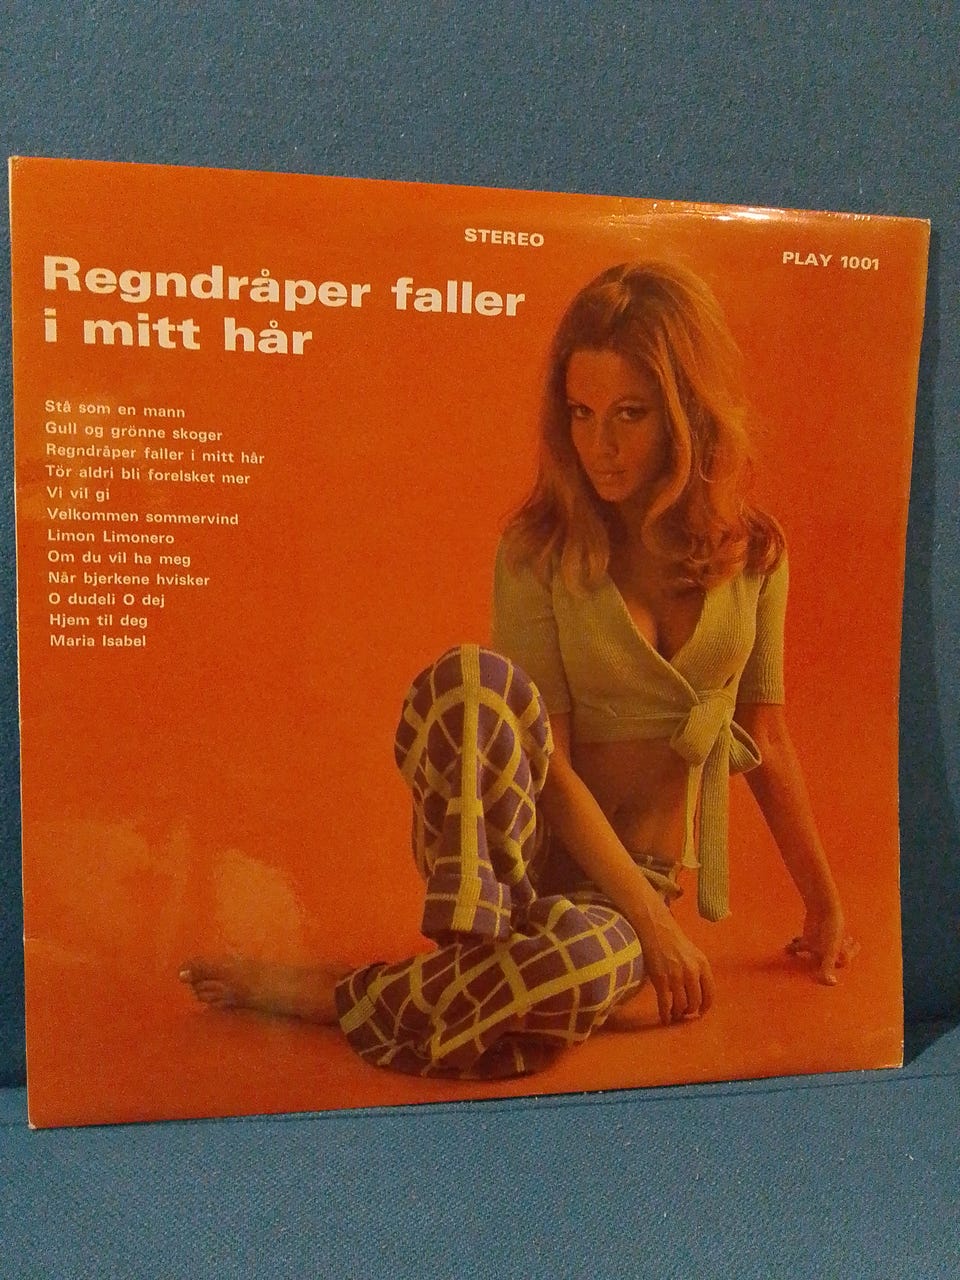 STEREO
PLAY 1001
Regndråper faller
i mitt hår
Stå som en mann
Gull og grönne skoger
Regndråper faller i mitt hår
Tör aldri bli forelsket mer
Vi vil gi
Velkommen sommervind
Limon Limonero
Om du vil ha meg
Når bjerkene hvisker
O dudeli O dej
Hjem til deg
Maria Isabel